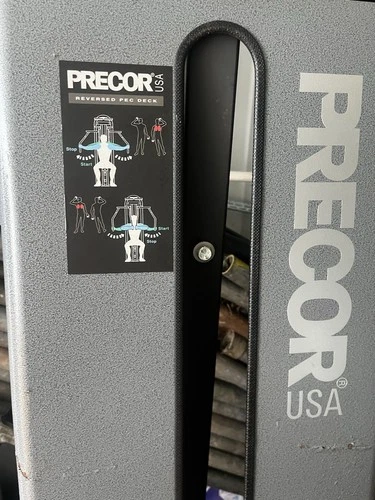 PRECOR® USA
REVERSED PEC DECK
Stop
Start
Start
Stop
PRECOR®
USA